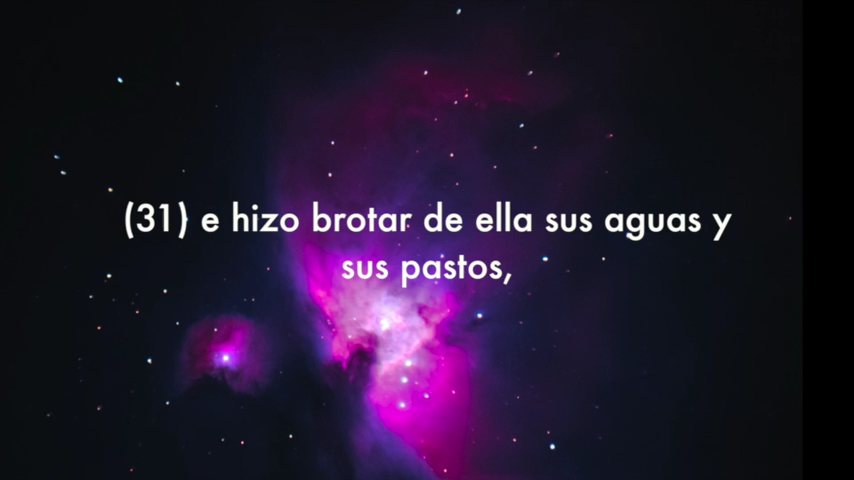 (31) e hizo brotar de ella sus aguas y
sus pastos,